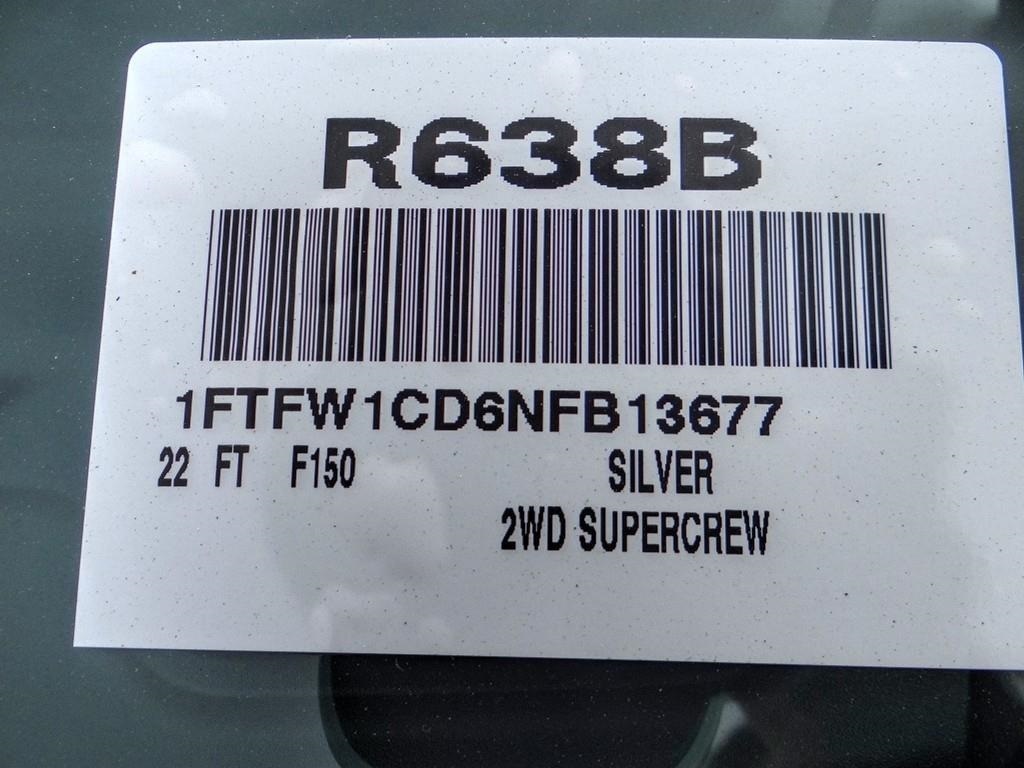 R638B
1FTFW1CD6NFB13677
22 FT F150 SILVER
2WD SUPERCREW